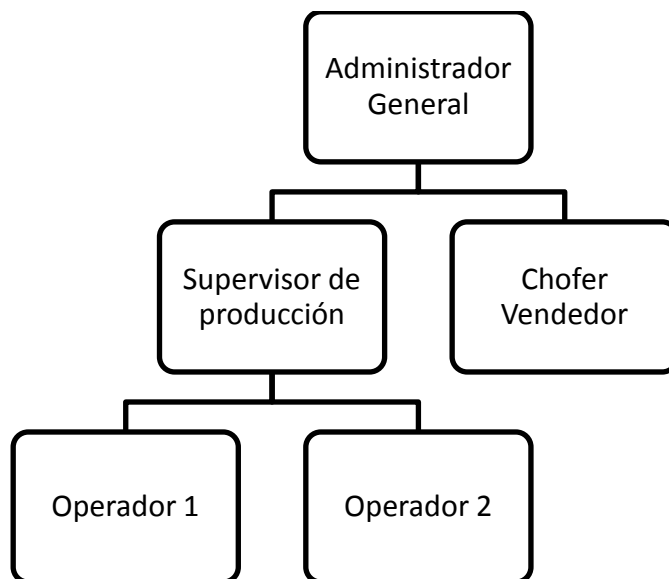 Administrador
General
Supervisor de
producción
Chofer
Vendedor
Operador 1
Operador 2